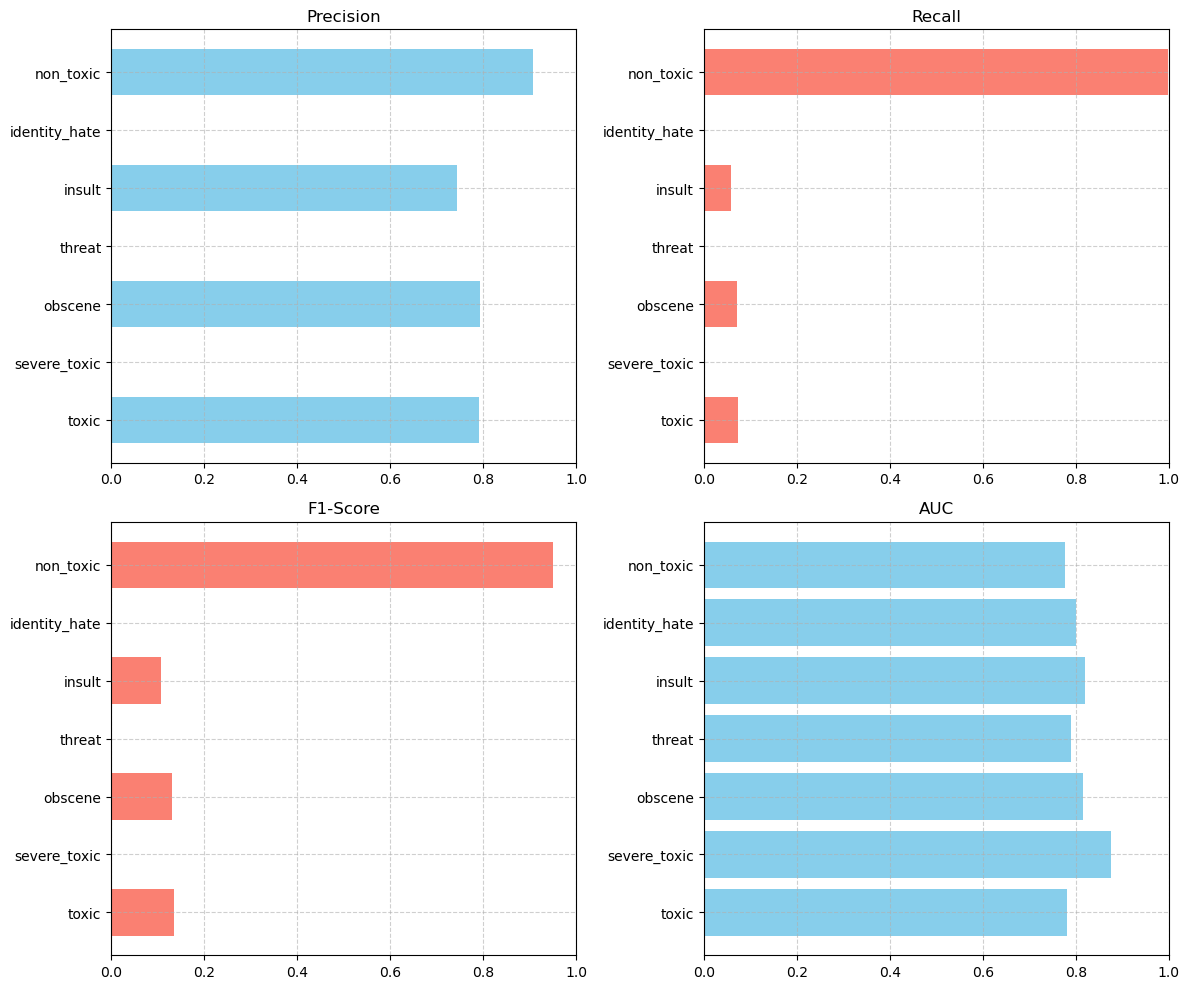 Precision
non_toxic
identity_hate
insult
threat
obscene
severe_toxic
toxic
0.0 0.2 0.4 0.6 0.8 1.0
Recall
non_toxic
identity_hate
insult
threat
obscene
severe_toxic
toxic
0.0 0.2 0.4 0.6 0.8 1.0
F1-Score
non_toxic
identity_hate
insult
threat
obscene
severe_toxic
toxic
0.0 0.2 0.4 0.6 0.8 1.0
AUC
non_toxic
identity_hate
insult
threat
obscene
severe_toxic
toxic
0.0 0.2 0.4 0.6 0.8 1.0